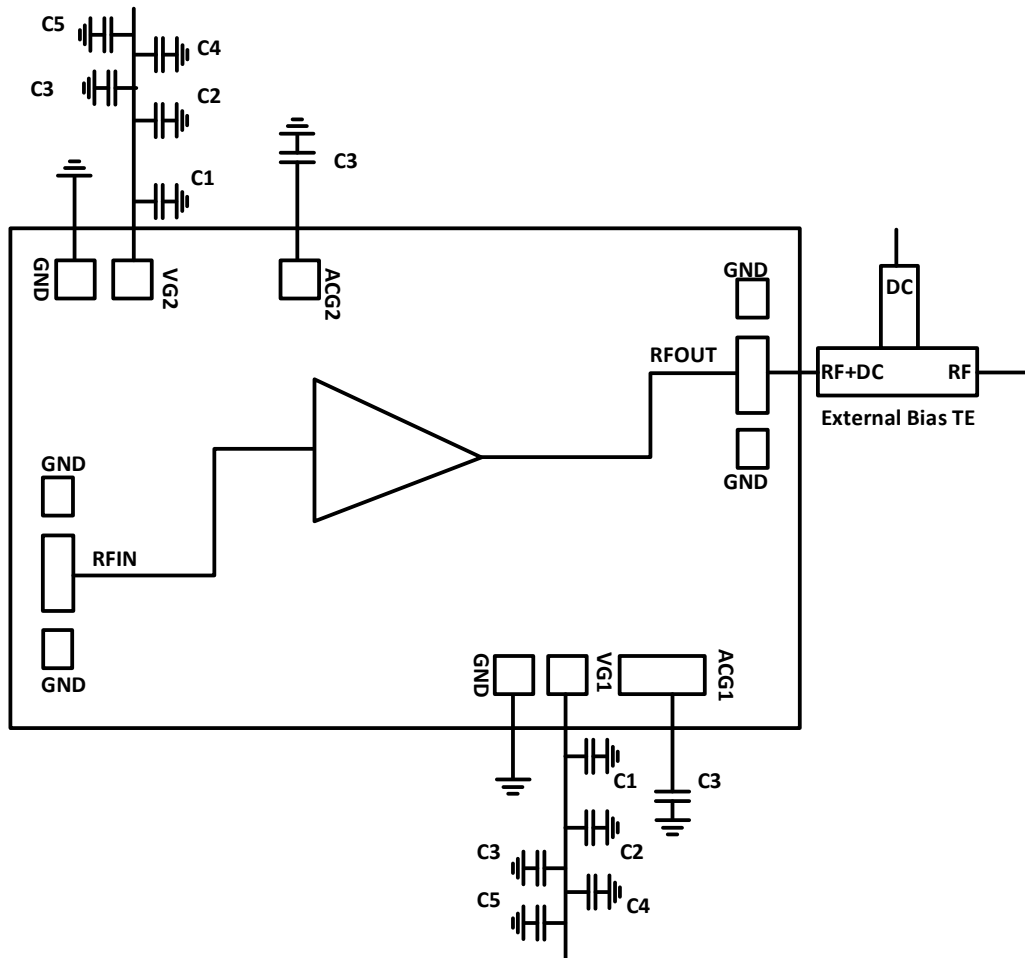 C5
C4
C3
C2
C3
C1
GND
VG2
ACG2
GND
DC
RFOUT
RF+DC
RF
External Bias TE
GND
GND
RFIN
GND
GND
VG1
ACG1
C1
C3
C3
C2
C5
C4